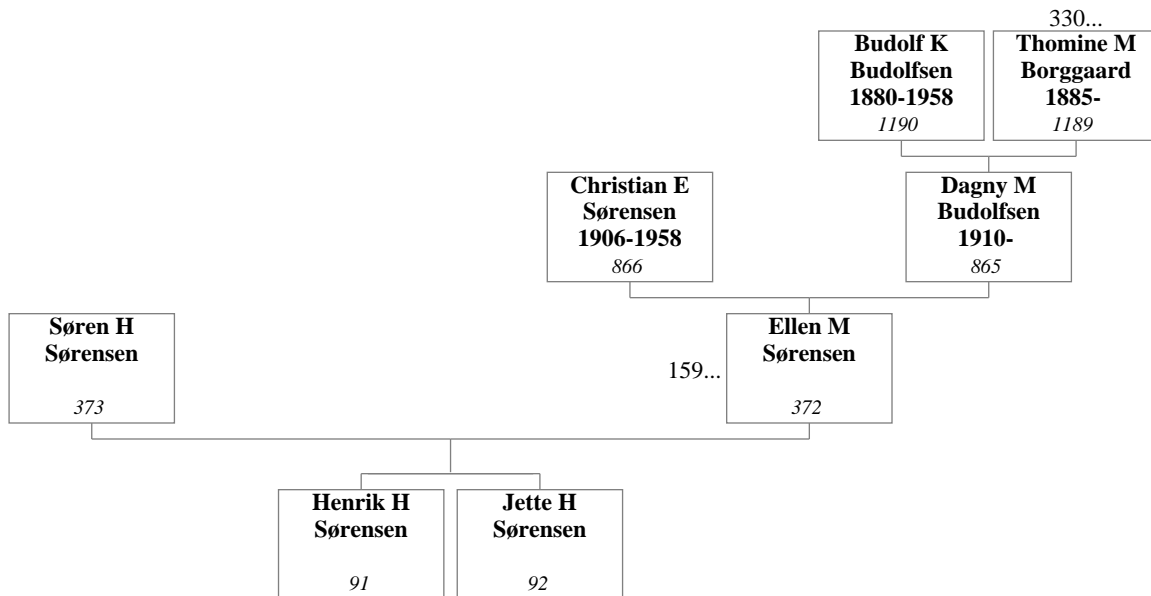 330...
Budolf K
Budolfsen
1880-1958
1190
Thomine M
Borggaard
1885-
1189
Christian E
Sørensen
1906-1958
866
Dagny M
Budolfsen
1910-
865
Søren H
Sørensen
373
159...
Ellen M
Sørensen
372
Henrik H
Sørensen
91
Jette H
Sørensen
92